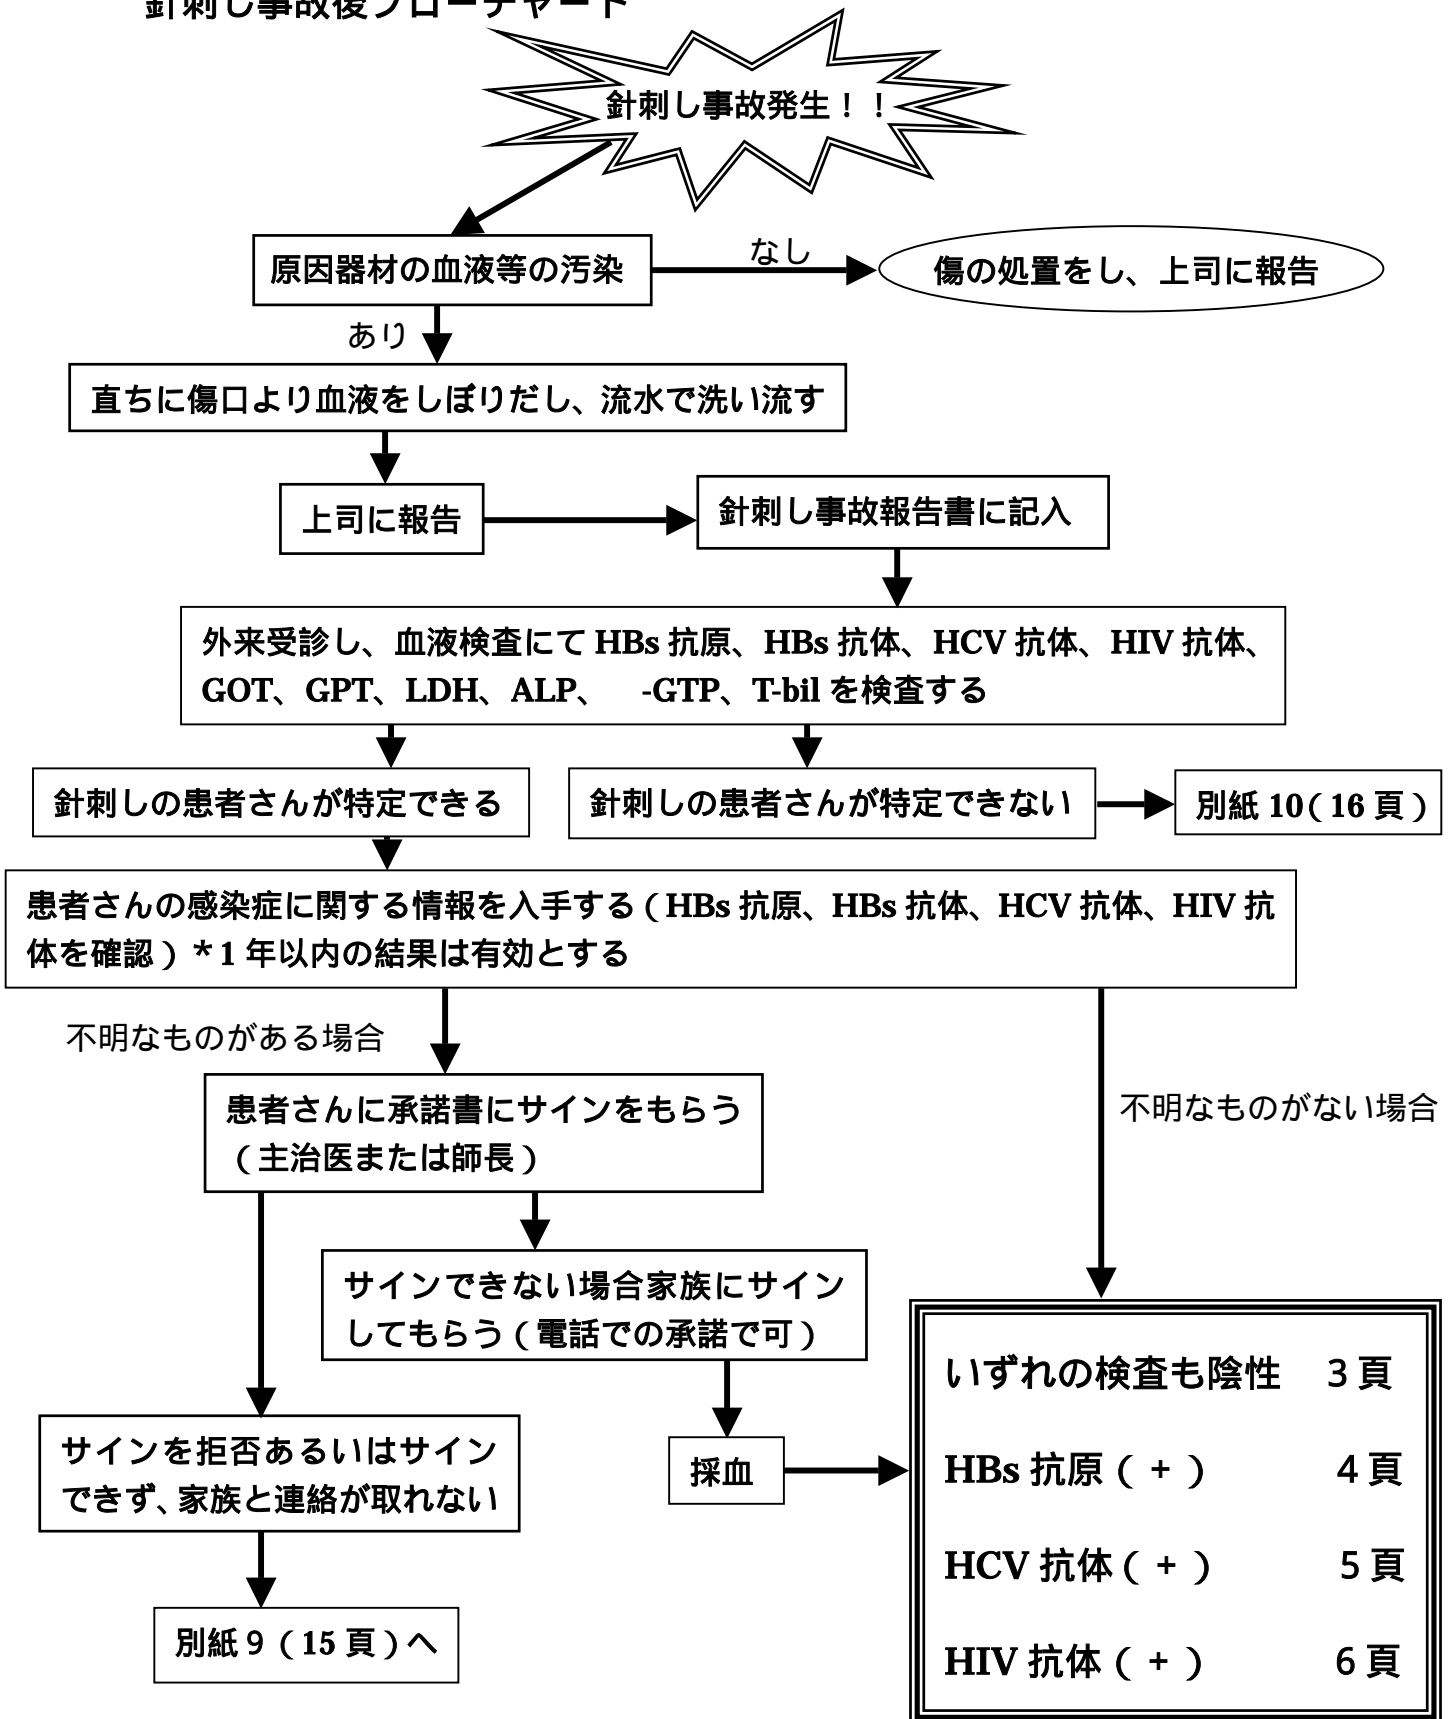 針刺し事故後フローチャート
針刺し事故発生！！
原因器材の血液等の汚染
なし
傷の処置をし、上司に報告
あり
直ちに傷口より血液をしぼりだし、流水で洗い流す
上司に報告
針刺し事故報告書に記入
外来受診し、血液検査にて HBs 抗原、HBs 抗体、HCV 抗体、HIV 抗体、
GOT、GPT、LDH、ALP、　-GTP、T-bil を検査する
針刺しの患者さんが特定できる
針刺しの患者さんが特定できない
別紙 10（16 頁）
患者さんの感染症に関する情報を入手する（HBs 抗原、HBs 抗体、HCV 抗体、HIV 抗
体を確認）＊1 年以内の結果は有効とする
不明なものがある場合
不明なものがない場合
患者さんに承諾書にサインをもらう
（主治医または師長）
サインできない場合家族にサイン
してもらう（電話での承諾で可）
サインを拒否あるいはサイン
できず、家族と連絡が取れない
採血
別紙９（15 頁）へ
いずれの検査も陰性　３頁
HBs 抗原（＋）　４頁
HCV 抗体（＋）　５頁
HIV 抗体（＋）　６頁